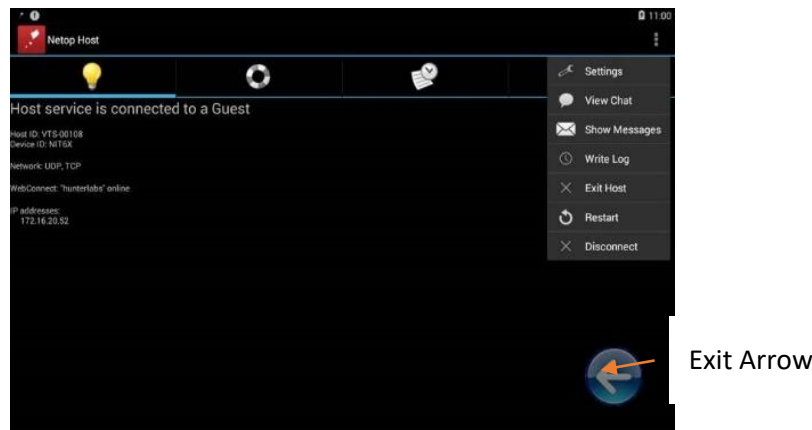 11:00
Netop Host
Settings
View Chat
Show Messages
Write Log
Exit Host
Restart
Disconnect
Host service is connected to a Guest
Host ID: VTS-00108
Device ID: NIT6X
Network: UDP, TCP
WebConnect: "hunterlabs" online
IP addresses:
172.16.20.52
Exit Arrow